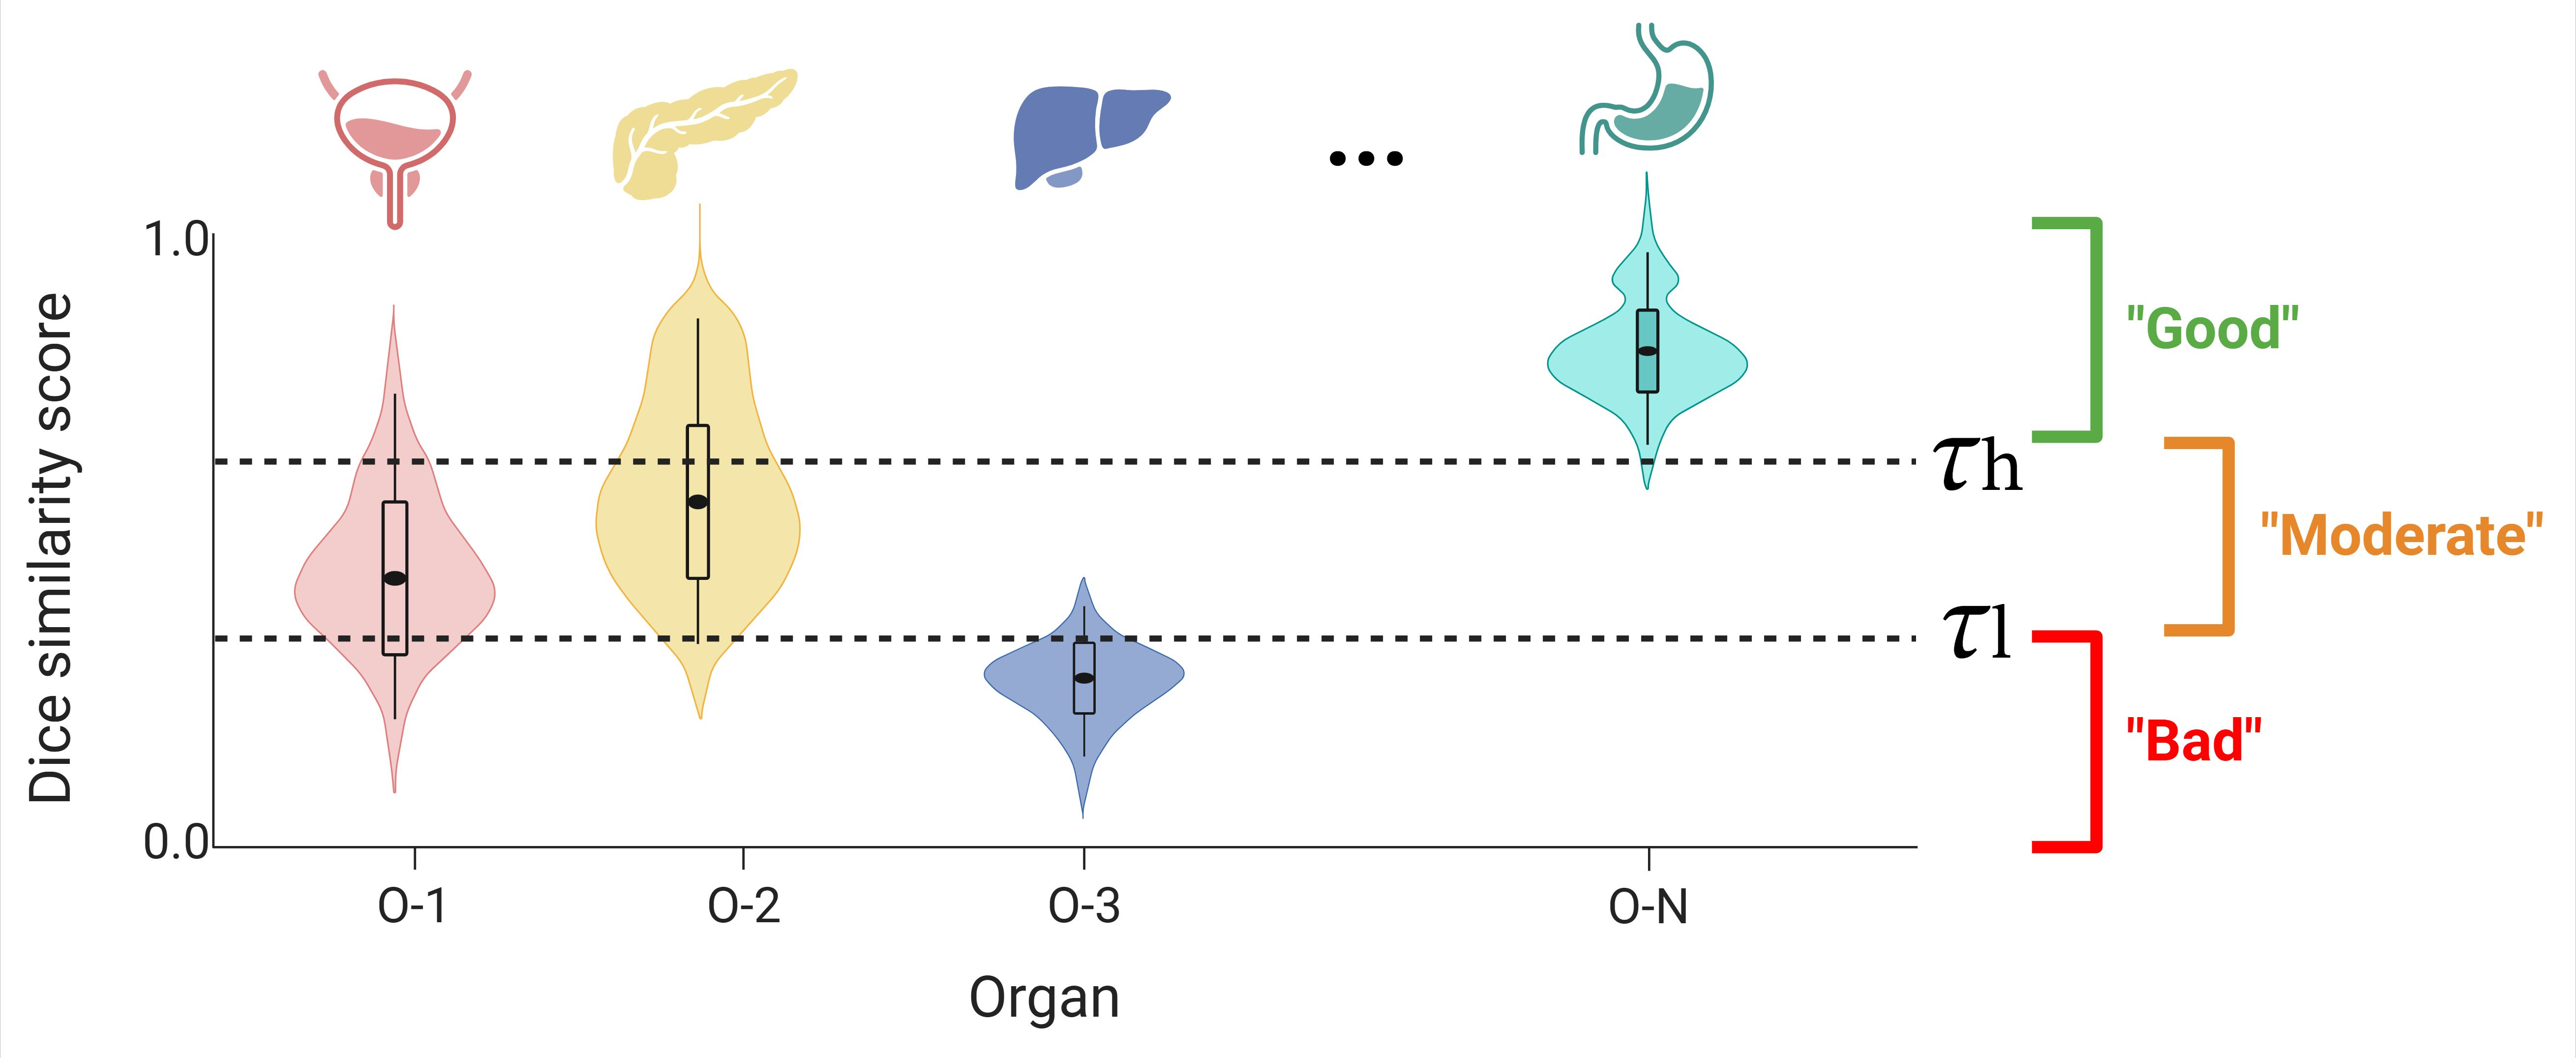 Dice similarity score
1.0
0.0
O-1
O-2
O-3
...
O-N
Organ
τh
τl
"Good"
"Moderate"
"Bad"